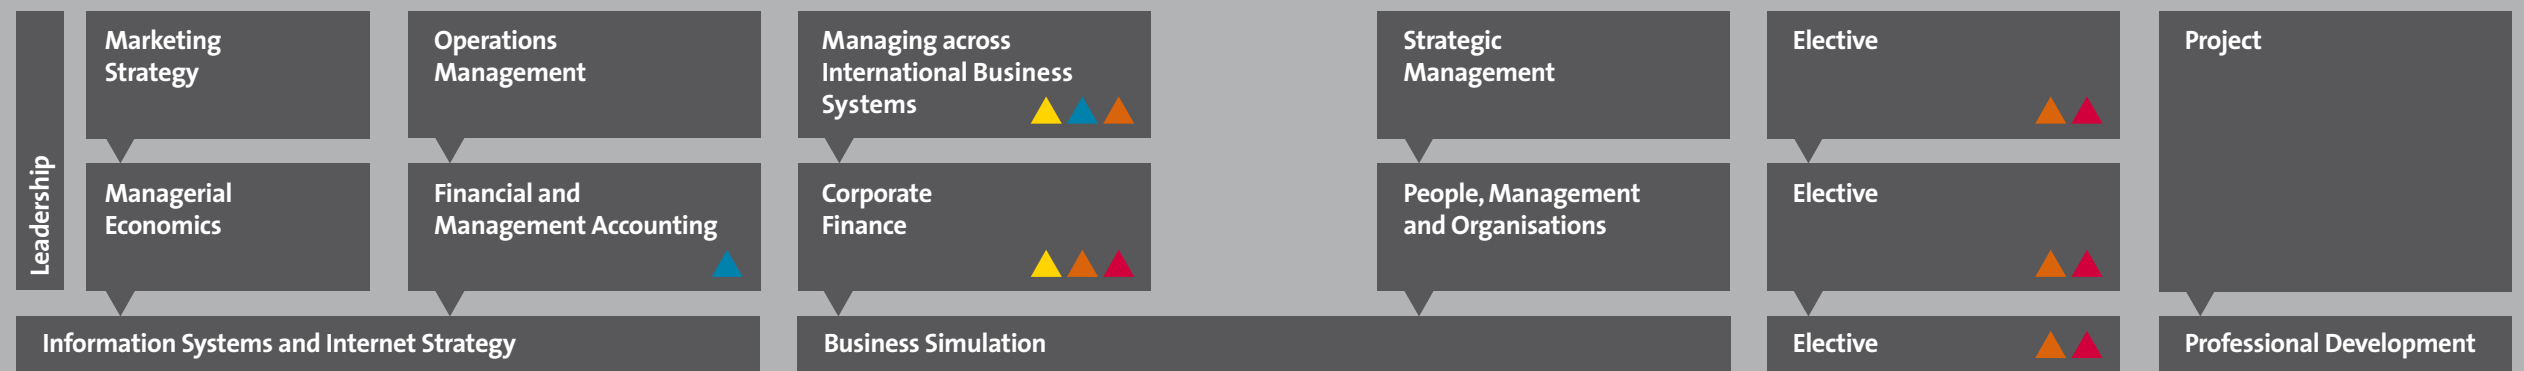 Leadership
Marketing
Strategy
Managerial
Economics
Operations
Management
Financial and
Management Accounting
Information Systems and Internet Strategy
Managing across
International Business
Systems
Corporate
Finance
Strategic
Management
People, Management
and Organisations
Business Simulation
Elective
Elective
Elective
Project
Professional Development